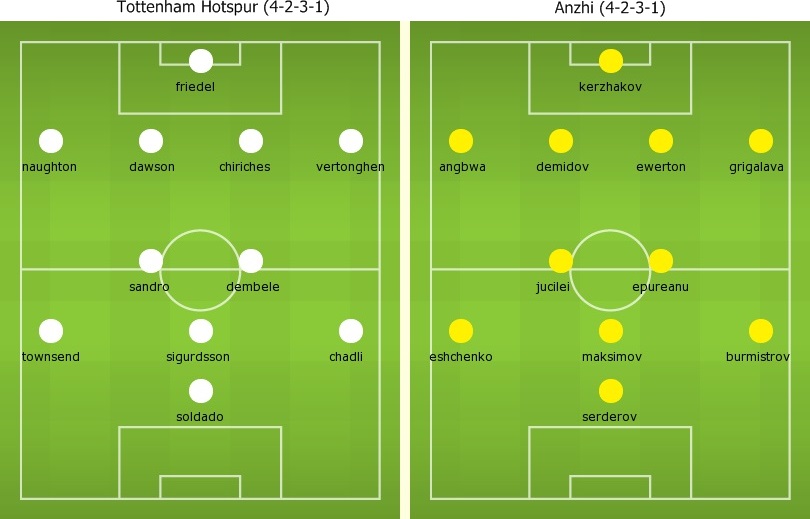 Tottenham Hotspur (4-2-3-1)
friedel
naughton dawson chiriches vertonghen
sandro dembele
townsend sigurdsson chadli
soldado
Anzhi (4-2-3-1)
kerzhakov
angbwa demidov ewerton grigalava
jucilei epureanu
eshchenko maksimov burmistrov
serderov